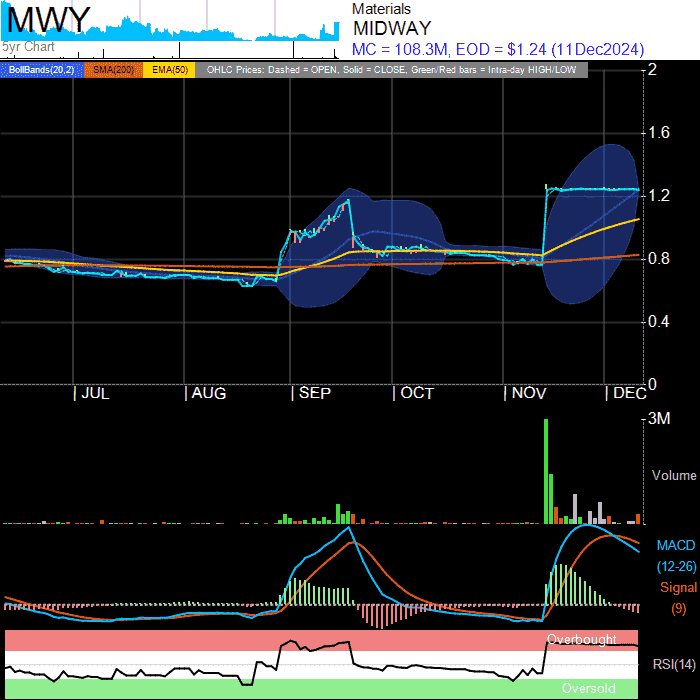 MWY
5yr Chart
Materials
MIDWAY
MC = 108.3M, EOD = $1.24 (11Dec2024)
BollBands(20,2) SMA(200) EMA(50) OHLC Prices: Dashed = OPEN, Solid = CLOSE, Green/Red bars = Intra-day HIGH/LOW
2
1.6
1.2
0.8
0.4
0
JUL AUG SEP OCT NOV DEC
3M
Volume
MACD
(12-26)
Signal
(9)
Overbought
RSI(14)
Oversold